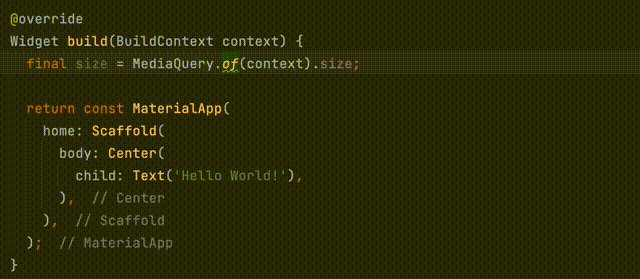 @override
Widget build(BuildContext context) {
  final size = MediaQuery.of(context).size;

  return const MaterialApp(
    home: Scaffold(
      body: Center(
        child: Text('Hello World!'),
      ),  // Center
    ),  // Scaffold
  );  // MaterialApp
}